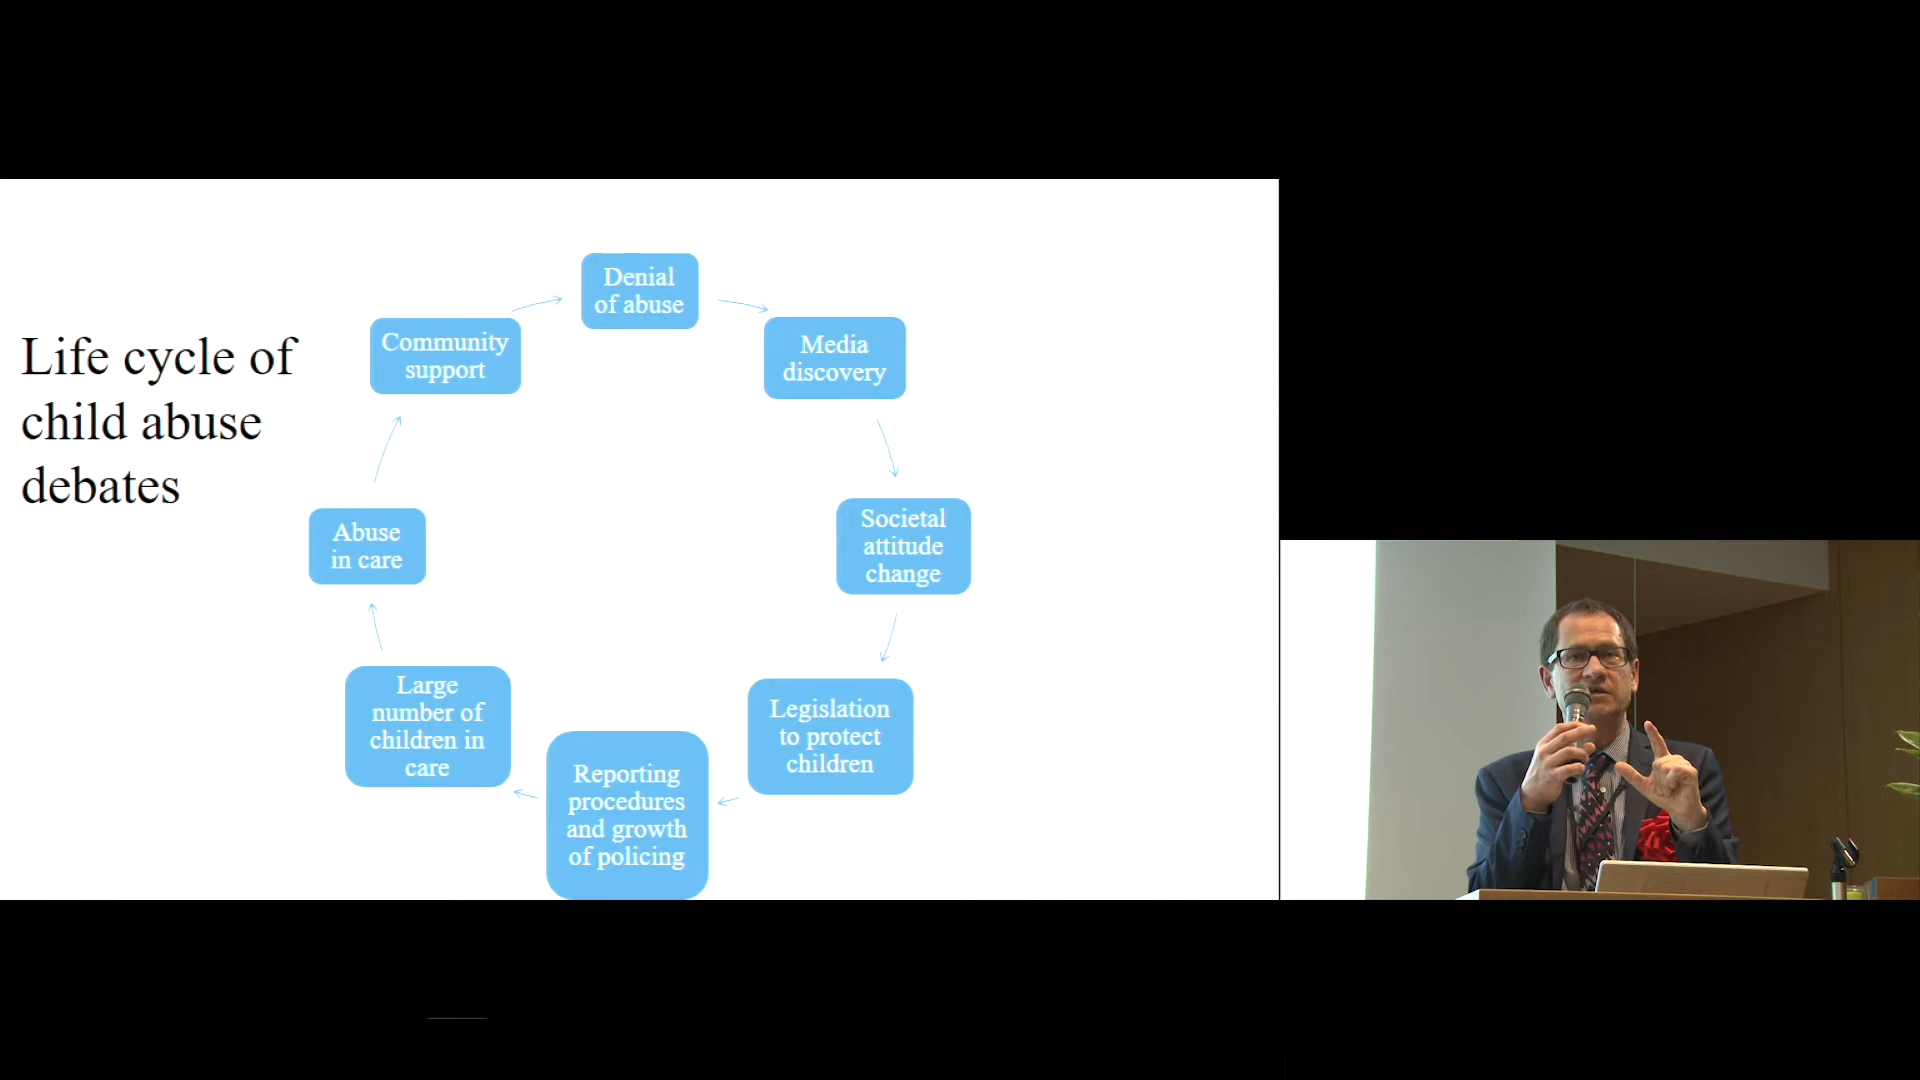 Life cycle of
child abuse
debates
Denial
of abuse
Media
discovery
Societal
attitude
change
Legislation
to protect
children
Reporting
procedures
and growth
of policing
Large
number of
children in
care
Abuse
in care
Community
support